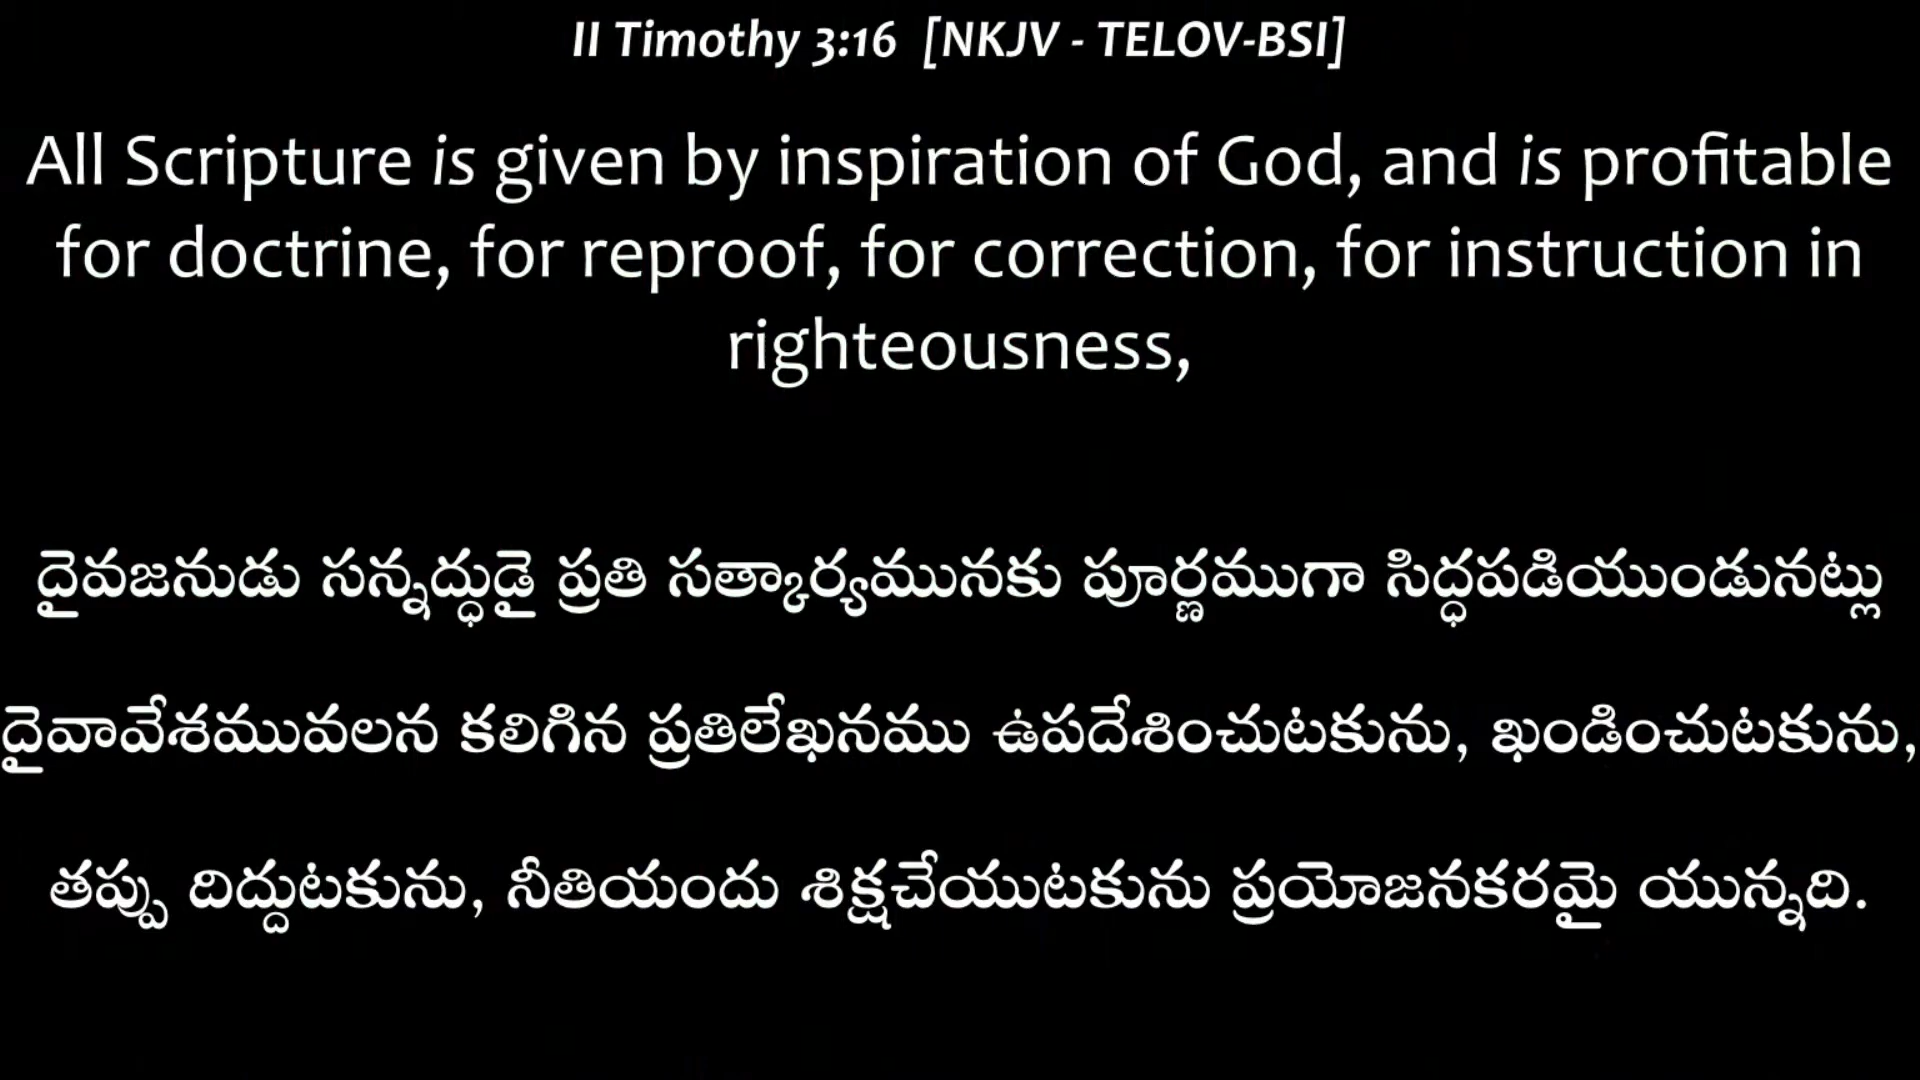 II Timothy 3:16 [NKJV - TELOV-BSI]
All Scripture is given by inspiration of God, and is profitable
for doctrine, for reproof, for correction, for instruction in
righteousness,
దైవజనుడు సన్నద్ధుడై ప్రతి సత్కార్యమునకు పూర్ణముగా సిద్ధపడియుండునట్లు
దైవావేశమువలన కలిగిన ప్రతిలేఖనము ఉపదేశించుటకును, ఖండించుటకును,
తప్పు దిద్దుటకును, నీతియందు శిక్షచేయుటకును ప్రయోజనకరమై యున్నది.